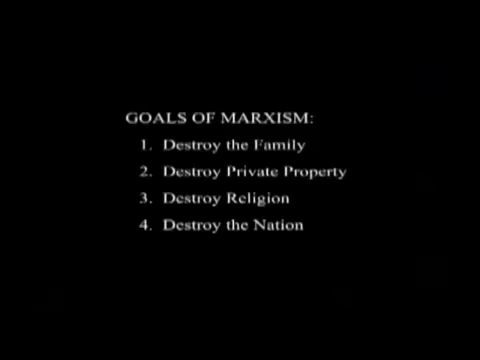 GOALS OF MARXISM:
1. Destroy the Family
2. Destroy Private Property
3. Destroy Religion
4. Destroy the Nation